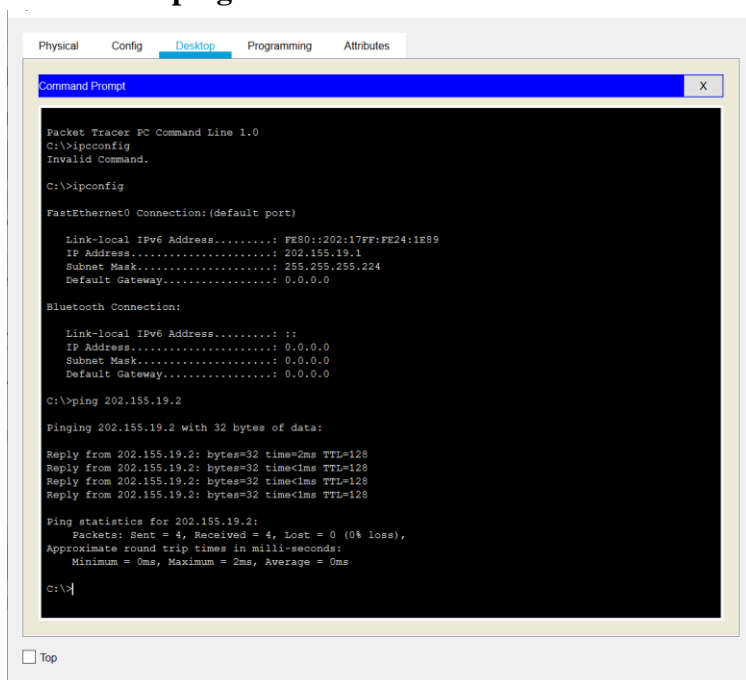 ping
Physical Config Desktop Programming Attributes
Command Prompt X
Packet Tracer PC Command Line 1.0
C:\>ipcconfig
Invalid Command.
C:\>ipconfig
FastEthernet0 Connection:(default port)
Link-local IPv6 Address.........: FE80::202:17FF:FE24:1E89
IP Address......................: 202.155.19.1
Subnet Mask.....................: 255.255.255.224
Default Gateway.................: 0.0.0.0
Bluetooth Connection:
Link-local IPv6 Address.........: ::
IP Address......................: 0.0.0.0
Subnet Mask.....................: 0.0.0.0
Default Gateway.................: 0.0.0.0
C:\>ping 202.155.19.2
Pinging 202.155.19.2 with 32 bytes of data:
Reply from 202.155.19.2: bytes=32 time=2ms TTL=128
Reply from 202.155.19.2: bytes=32 time<1ms TTL=128
Reply from 202.155.19.2: bytes=32 time<1ms TTL=128
Reply from 202.155.19.2: bytes=32 time<1ms TTL=128
Ping statistics for 202.155.19.2:
Packets: Sent = 4, Received = 4, Lost = 0 (0% loss),
Approximate round trip times in milli-seconds:
Minimum = 0ms, Maximum = 2ms, Average = 0ms
C:\>
Top